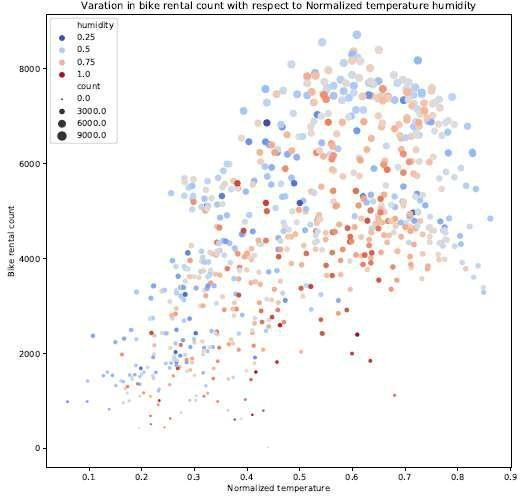 Varation in bike rental count with respect to Normalized temperature humidity
humidity
0.25
0.5
0.75
1.0
count
0.0
3000.0
6000.0
9000.0
8000
6000
4000
2000
0
Bike rental count
0.1 0.2 0.3 0.4 0.5 0.6 0.7 0.8 0.9
Normalized temperature